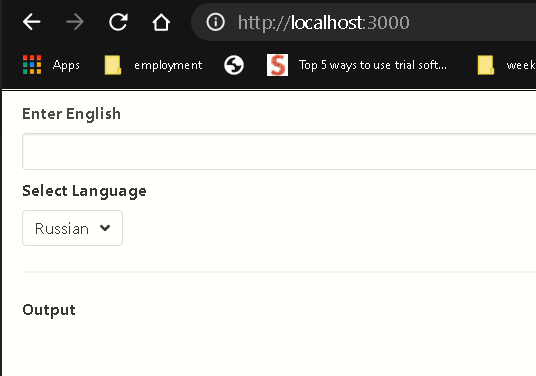 http://localhost:3000
Apps employment Top 5 ways to use trial soft... week
Enter English
Select Language
Russian
Output